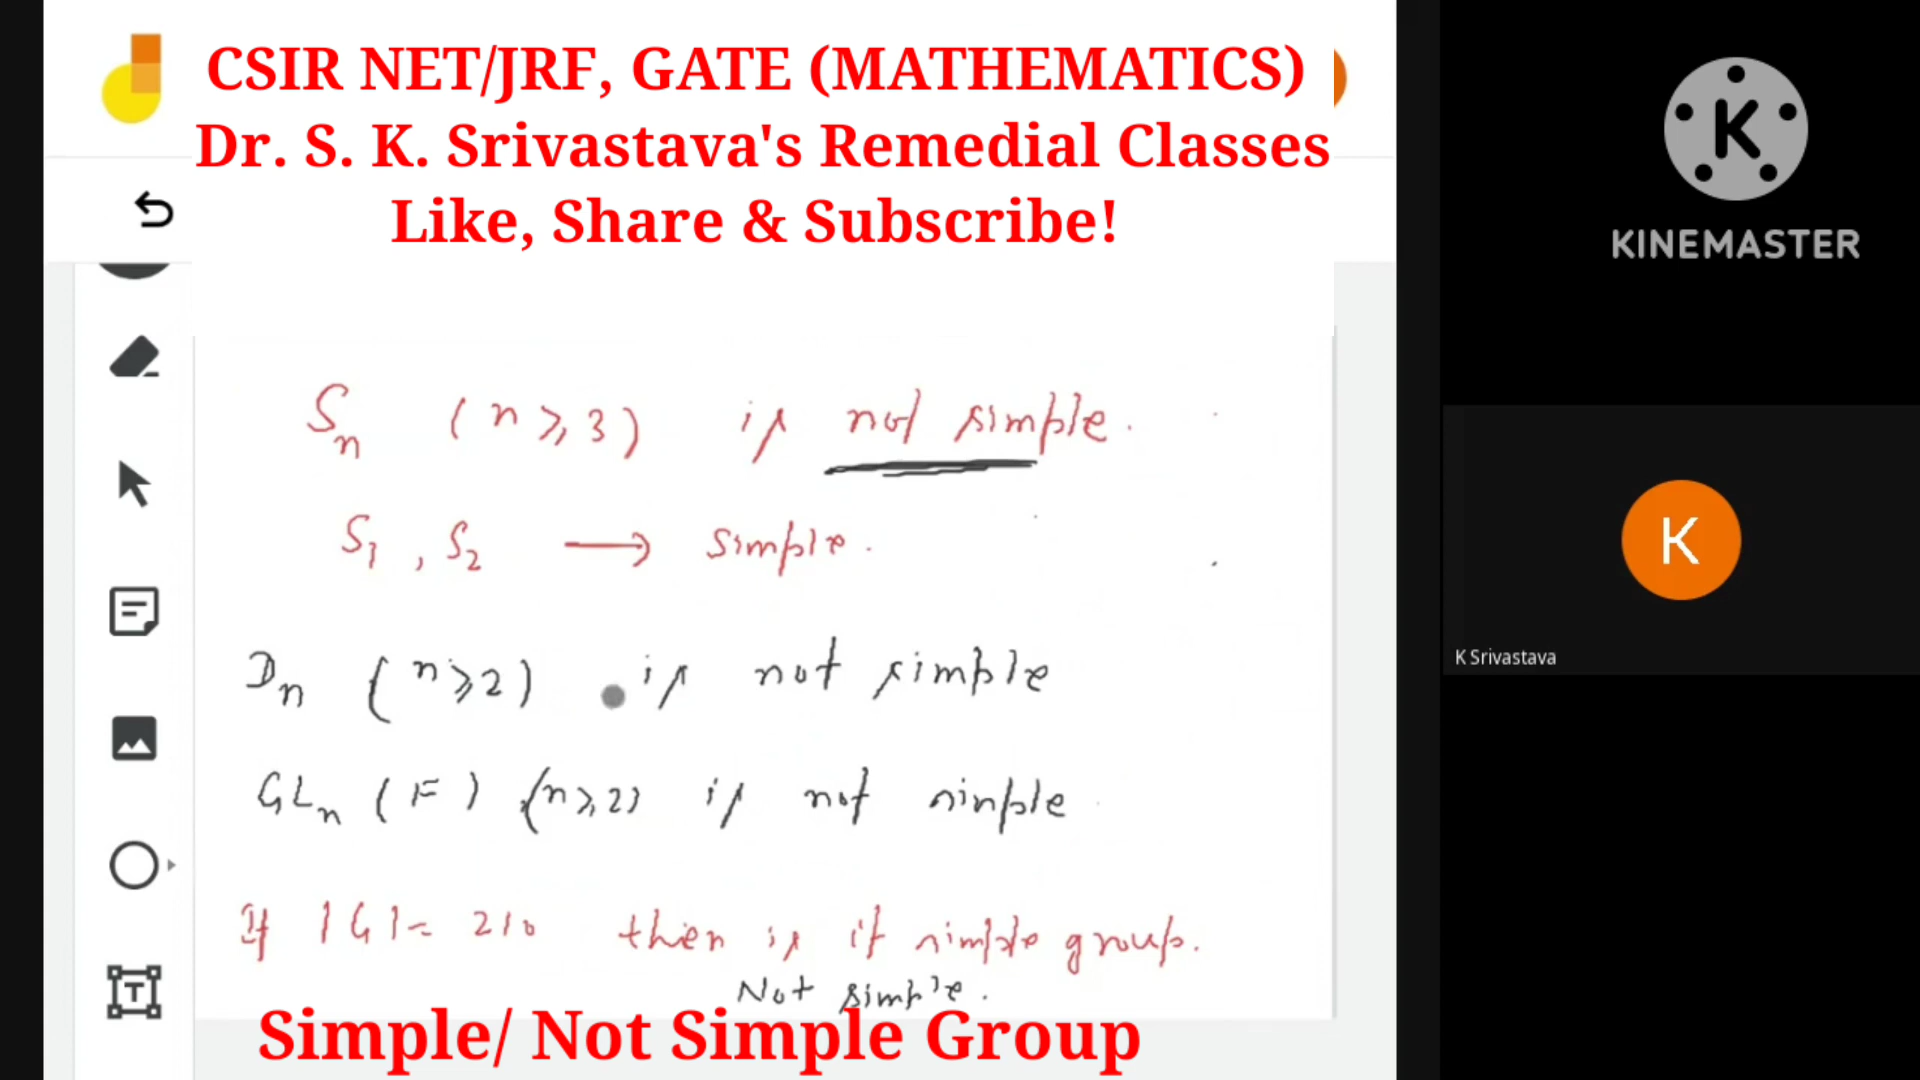 CSIR NET/JRF, GATE (MATHEMATICS)
Dr. S. K. Srivastava's Remedial Classes
Like, Share & Subscribe!
Sn (n ⩾ 3) is not simple.
S1, S2 → simple.
Dn (n ⩾ 2) is not simple
GLn (F) (n ⩾ 2) is not simple.
If |G| = 210 then is it simple group.
Not simple.
Simple/ Not Simple Group
K
KINEMASTER
K
K Srivastava
T